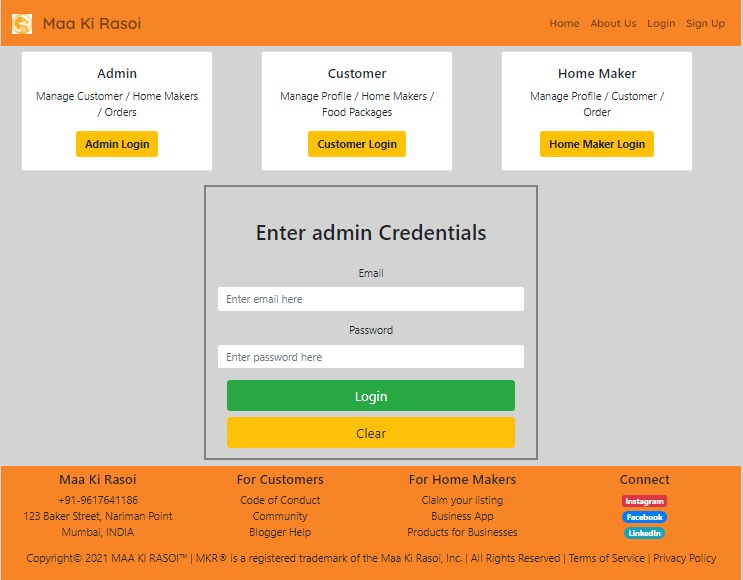 Maa Ki Rasoi
Home About Us Login Sign Up
Admin
Manage Customer / Home Makers
/ Orders
Admin Login
Customer
Manage Profile / Home Makers /
Food Packages
Customer Login
Home Maker
Manage Profile / Customer /
Order
Home Maker Login
Enter admin Credentials
Email
Enter email here
Password
Enter password here
Login
Clear
Maa Ki Rasoi
+91-9617641186
123 Baker Street, Nariman Point
Mumbai, INDIA
For Customers
Code of Conduct
Community
Blogger Help
For Home Makers
Claim your listing
Business App
Products for Businesses
Connect
Instagram
Facebook
LinkedIn
Copyright© 2021 MAA KI RASOI™ | MKR® is a registered trademark of the Maa Ki Rasoi, Inc. | All Rights Reserved | Terms of Service | Privacy Policy